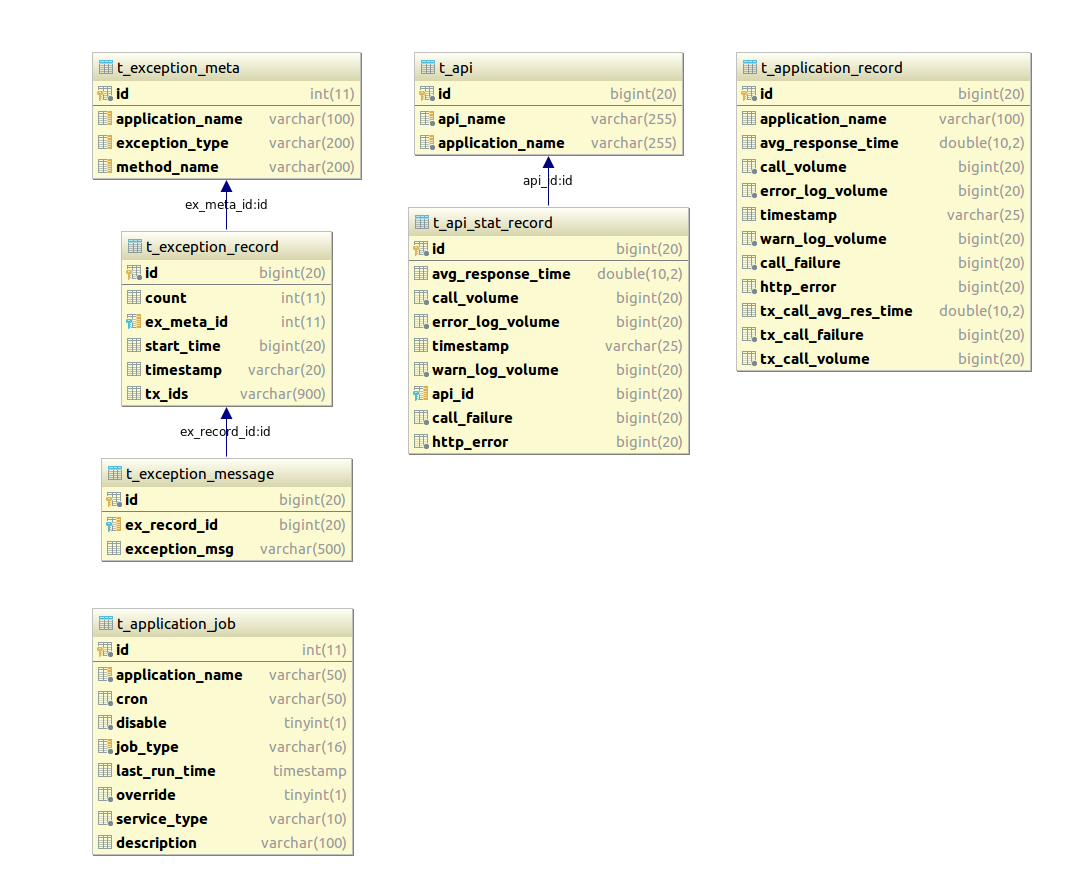 t_exception_meta
id int(11)
application_name varchar(100)
exception_type varchar(200)
method_name varchar(200)
ex_meta_id:id
t_exception_record
id bigint(20)
count int(11)
ex_meta_id int(11)
start_time bigint(20)
timestamp varchar(20)
tx_ids varchar(900)
ex_record_id:id
t_exception_message
id bigint(20)
ex_record_id bigint(20)
exception_msg varchar(500)
t_application_job
id int(11)
application_name varchar(50)
cron varchar(50)
disable tinyint(1)
job_type varchar(16)
last_run_time timestamp
override tinyint(1)
service_type varchar(10)
description varchar(100)
t_api
id bigint(20)
api_name varchar(255)
application_name varchar(255)
api_id:id
t_api_stat_record
id bigint(20)
avg_response_time double(10,2)
call_volume bigint(20)
error_log_volume bigint(20)
timestamp varchar(25)
warn_log_volume bigint(20)
api_id bigint(20)
call_failure bigint(20)
http_error bigint(20)
t_application_record
id bigint(20)
application_name varchar(100)
avg_response_time double(10,2)
call_volume bigint(20)
error_log_volume bigint(20)
timestamp varchar(25)
warn_log_volume bigint(20)
call_failure bigint(20)
http_error bigint(20)
tx_call_avg_res_time double(10,2)
tx_call_failure bigint(20)
tx_call_volume bigint(20)